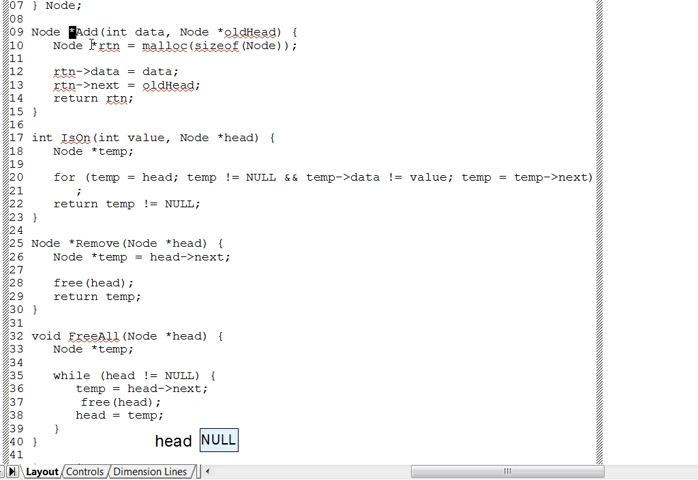 07 } Node;
08
09 Node *Add(int data, Node *oldHead) {
10    Node *rtn = malloc(sizeof(Node));
11
12    rtn->data = data;
13    rtn->next = oldHead;
14    return rtn;
15 }
16
17 int IsOn(int value, Node *head) {
18    Node *temp;
19
20    for (temp = head; temp != NULL && temp->data != value; temp = temp->next)
21       ;
22    return temp != NULL;
23 }
24
25 Node *Remove(Node *head) {
26    Node *temp = head->next;
27
28    free(head);
29    return temp;
30 }
31
32 void FreeAll(Node *head) {
33    Node *temp;
34
35    while (head != NULL) {
36       temp = head->next;
37       free(head);
38       head = temp;
39    }
head NULL
40 }
41
Layout Controls Dimension Lines